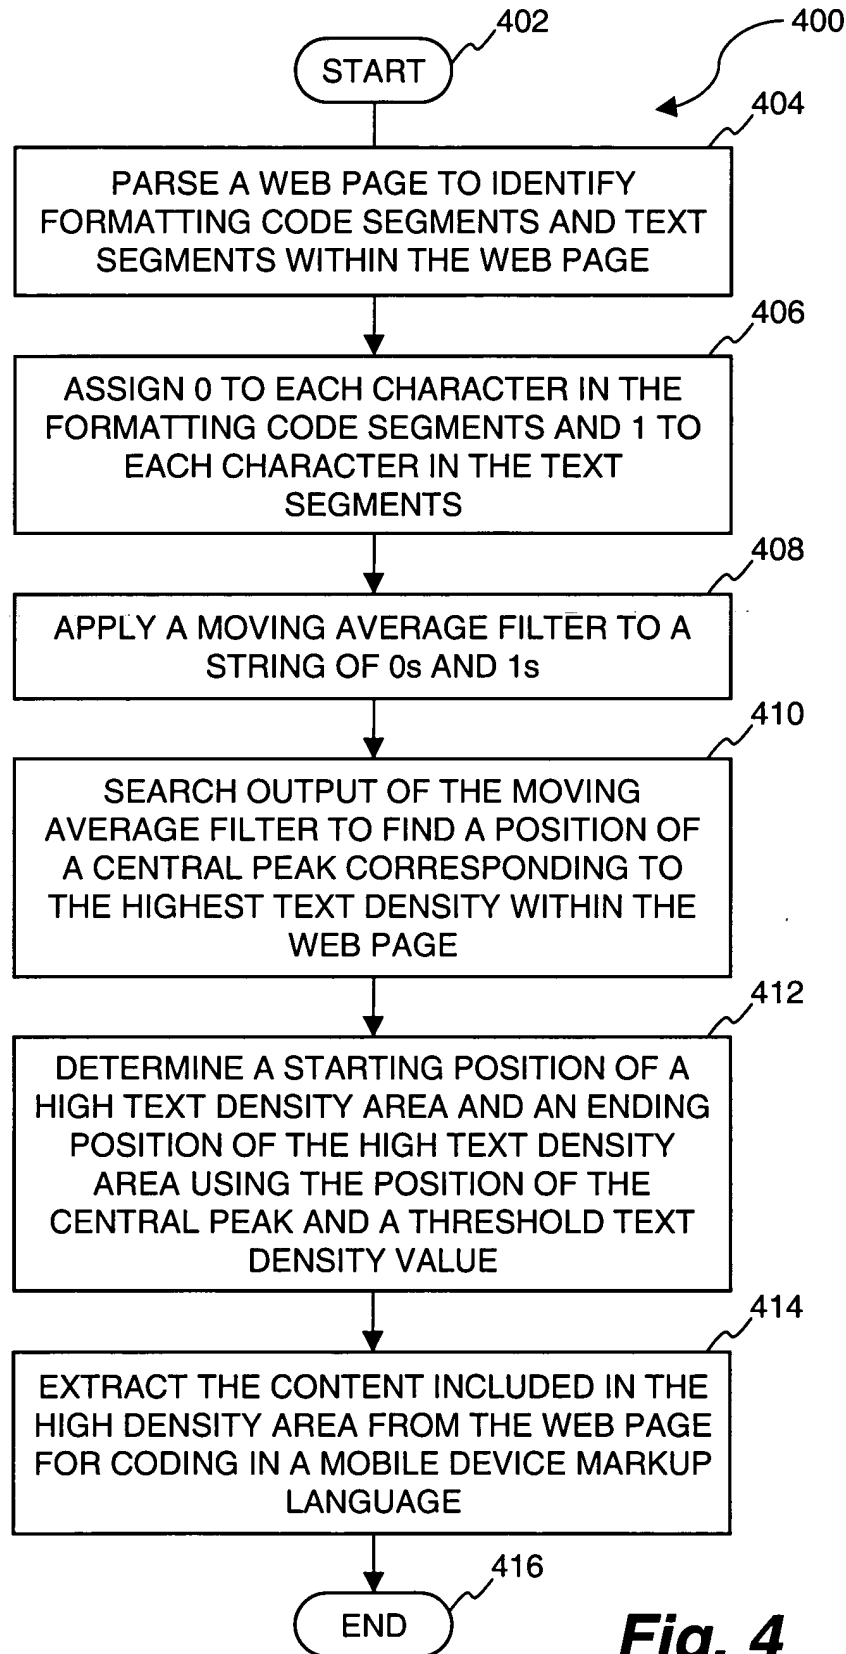 402
400
START
404
PARSE A WEB PAGE TO IDENTIFY
FORMATTING CODE SEGMENTS AND TEXT
SEGMENTS WITHIN THE WEB PAGE
406
ASSIGN 0 TO EACH CHARACTER IN THE
FORMATTING CODE SEGMENTS AND 1 TO
EACH CHARACTER IN THE TEXT
SEGMENTS
408
APPLY A MOVING AVERAGE FILTER TO A
STRING OF 0s AND 1s
410
SEARCH OUTPUT OF THE MOVING
AVERAGE FILTER TO FIND A POSITION OF
A CENTRAL PEAK CORRESPONDING TO
THE HIGHEST TEXT DENSITY WITHIN THE
WEB PAGE
412
DETERMINE A STARTING POSITION OF A
HIGH TEXT DENSITY AREA AND AN ENDING
POSITION OF THE HIGH TEXT DENSITY
AREA USING THE POSITION OF THE
CENTRAL PEAK AND A THRESHOLD TEXT
DENSITY VALUE
414
EXTRACT THE CONTENT INCLUDED IN THE
HIGH DENSITY AREA FROM THE WEB PAGE
FOR CODING IN A MOBILE DEVICE MARKUP
LANGUAGE
416
END
Fig. 4